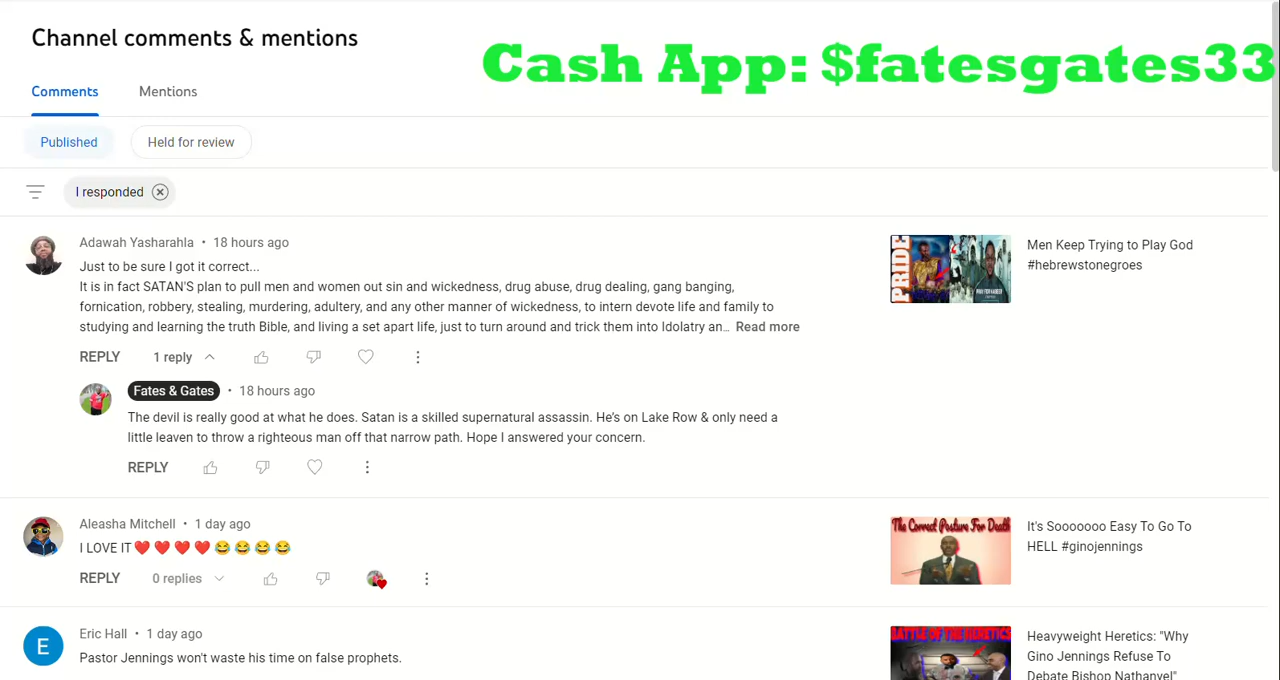 Channel comments & mentions
Cash App: $fatesgates33
Comments
Mentions
Published
Held for review
I responded
Adawah Yasharahla • 18 hours ago
Just to be sure I got it correct...
It is in fact SATAN'S plan to pull men and women out sin and wickedness, drug abuse, drug dealing, gang banging,
fornication, robbery, stealing, murdering, adultery, and any other manner of wickedness, to intern devote life and family to
studying and learning the truth Bible, and living a set apart life, just to turn around and trick them into Idolatry an... Read more
REPLY 1 reply
PRIDE
Men Keep Trying to Play God
#hebrewstonegroes
Fates & Gates • 18 hours ago
The devil is really good at what he does. Satan is a skilled supernatural assassin. He's on Lake Row & only need a
little leaven to throw a righteous man off that narrow path. Hope I answered your concern.
REPLY
Aleasha Mitchell • 1 day ago
I LOVE IT❤️❤️❤️❤️😂😂😂😂
REPLY 0 replies
The Correct Posture For Death
It's Sooooooo Easy To Go To
HELL #ginojennings
E
Eric Hall • 1 day ago
Pastor Jennings won't waste his time on false prophets.
BATTLE OF THE HERETICS
Heavyweight Heretics: "Why
Gino Jennings Refuse To
Debate Bishop Nathanyel"